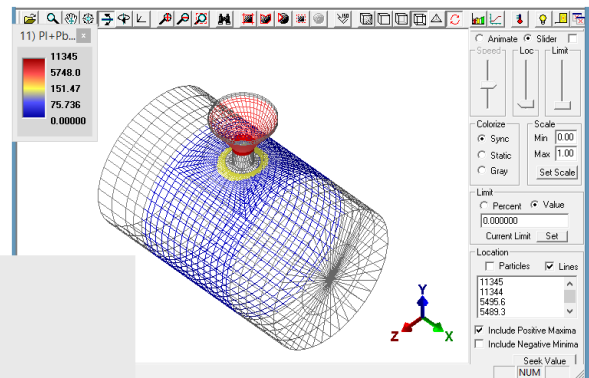 11) Pl+Pb...
11345
5748.0
151.47
75.736
0.00000
Animate Slider
Speed Loc Limit
Colorize
Sync
Static
Gray
Scale
Min 0.00
Max 1.00
Set Scale
Limit
Percent Value
0.000000
Current Limit Set
Location
Particles Lines
11345
11344
5495.6
5489.3
Include Positive Maxima
Include Negative Minima
Seek Value
NUM
Y
Z X